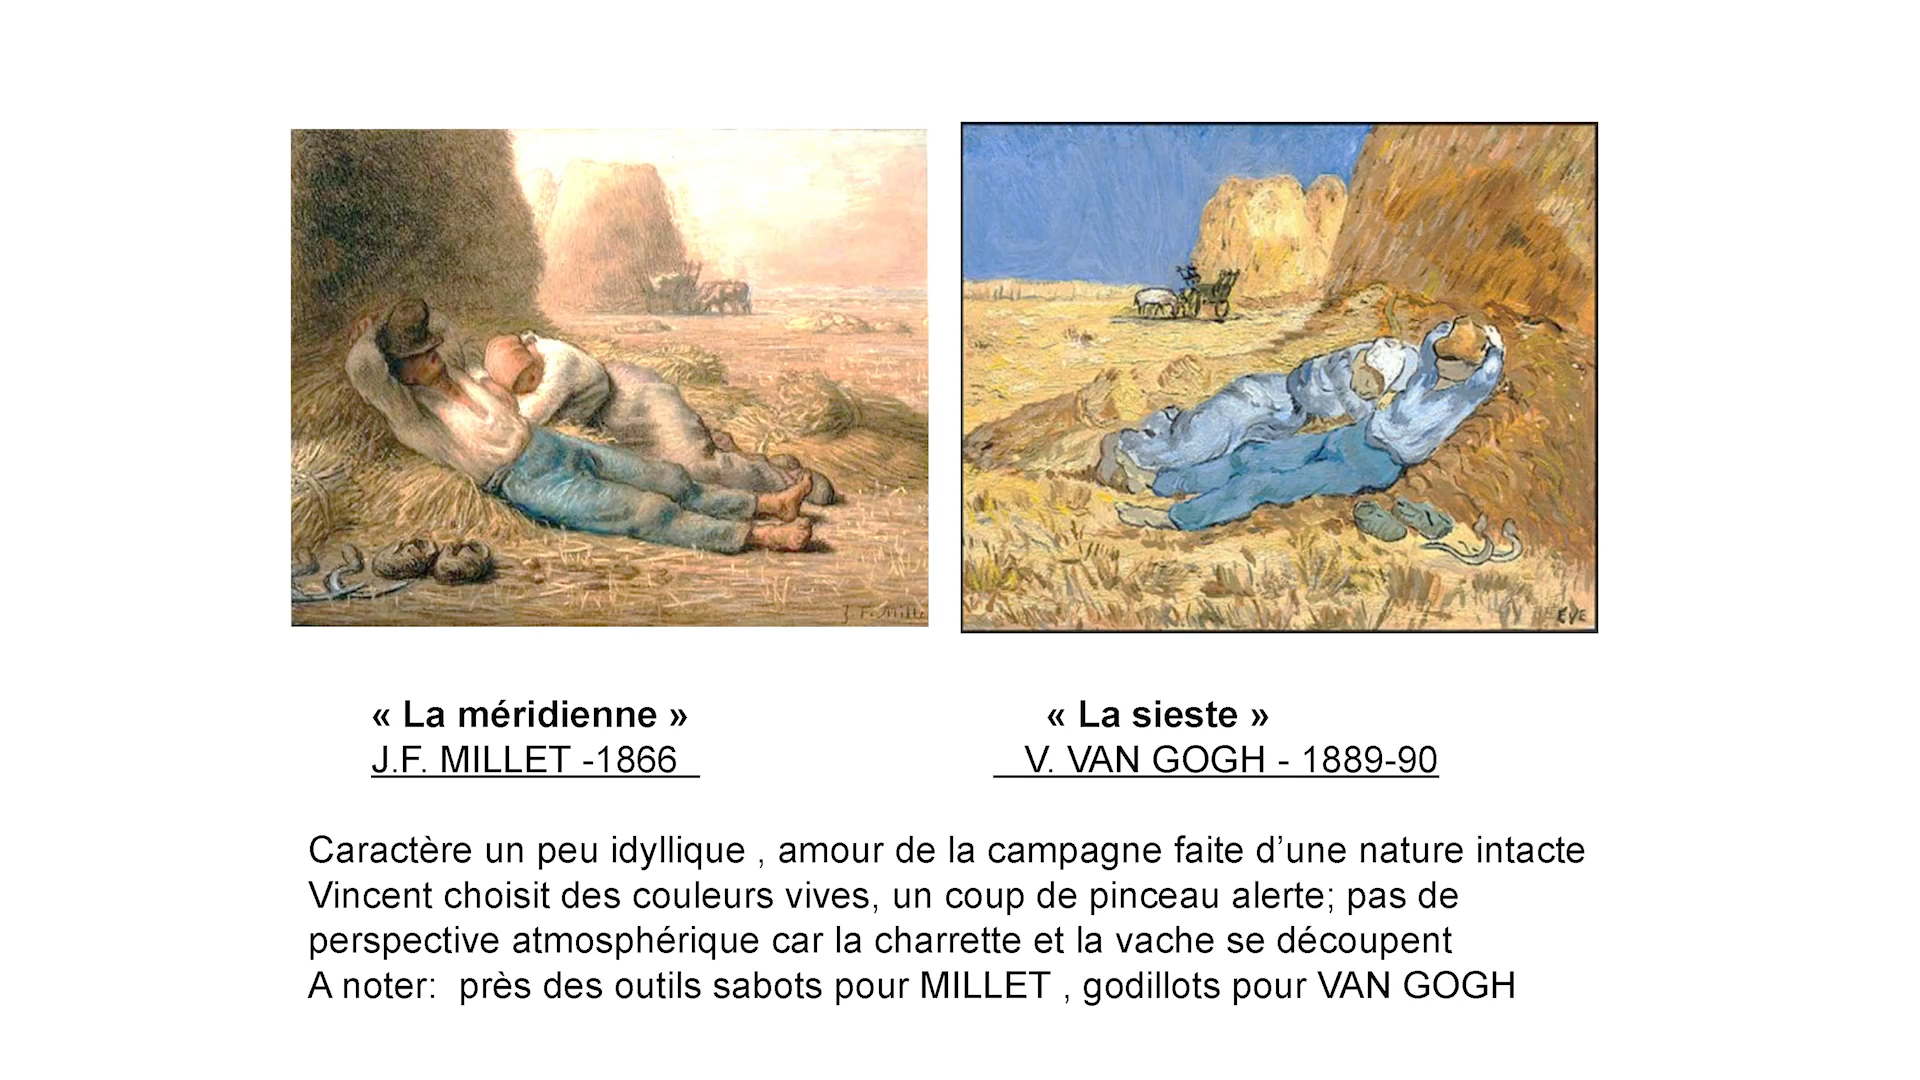 J. F. Mill
EVE
« La méridienne »
J.F. MILLET -1866
« La sieste »
V. VAN GOGH - 1889-90
Caractère un peu idyllique , amour de la campagne faite d’une nature intacte
Vincent choisit des couleurs vives, un coup de pinceau alerte; pas de
perspective atmosphérique car la charrette et la vache se découpent
A noter:  près des outils sabots pour MILLET , godillots pour VAN GOGH